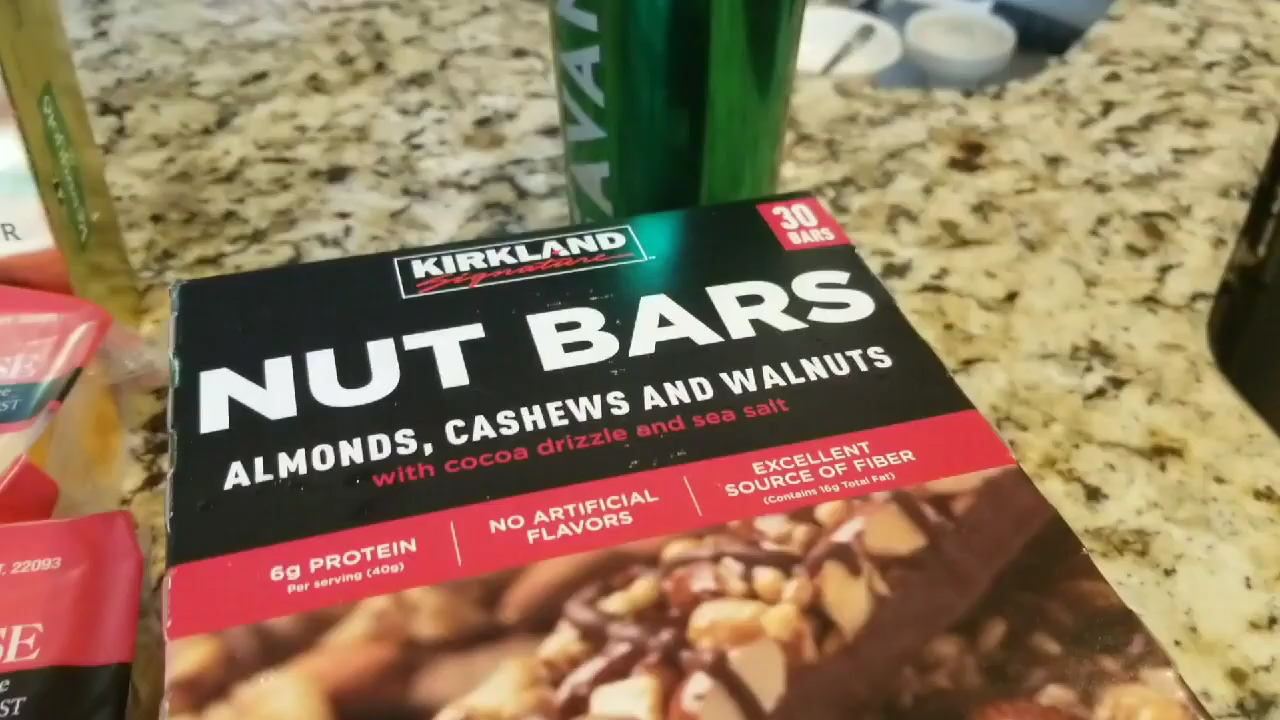 KIRKLAND
Signature
30
BARS
NUT BARS
ALMONDS, CASHEWS AND WALNUTS
with cocoa drizzle and sea salt
6g PROTEIN
Per serving (40g)
NO ARTIFICIAL
FLAVORS
EXCELLENT
SOURCE OF FIBER
(Contains 16g Total Fat)
R
22093